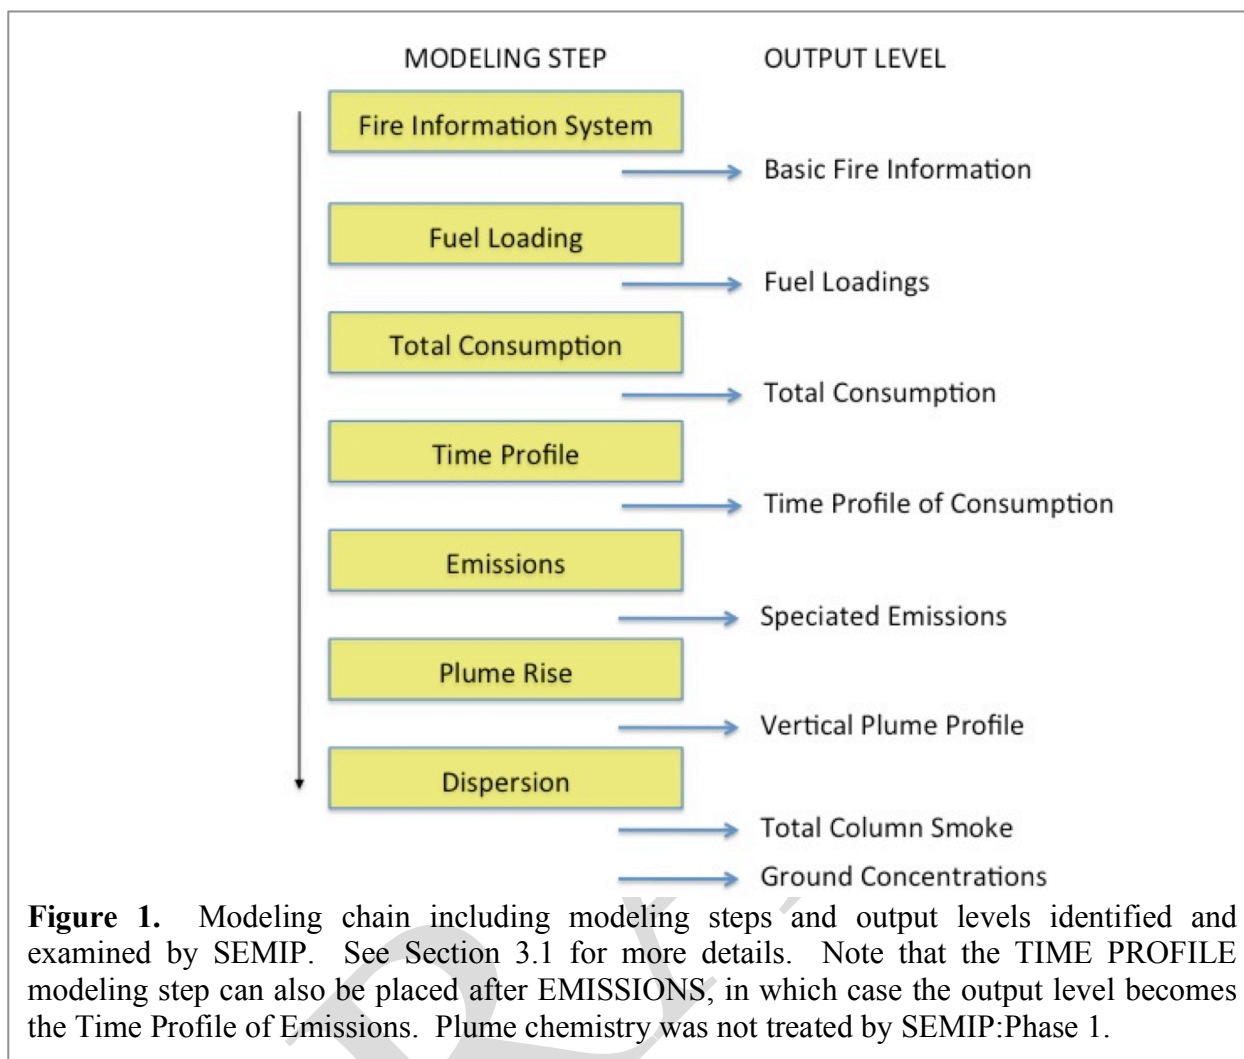 MODELING STEP OUTPUT LEVEL
Fire Information System
Basic Fire Information
Fuel Loading
Fuel Loadings
Total Consumption
Total Consumption
Time Profile
Time Profile of Consumption
Emissions
Speciated Emissions
Plume Rise
Vertical Plume Profile
Dispersion
Total Column Smoke
Ground Concentrations
Figure 1. Modeling chain including modeling steps and output levels identified and
examined by SEMIP. See Section 3.1 for more details. Note that the TIME PROFILE
modeling step can also be placed after EMISSIONS, in which case the output level becomes
the Time Profile of Emissions. Plume chemistry was not treated by SEMIP:Phase 1.